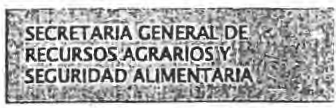 SECRETARIA GENERAL DE
RECURSOS AGRARIOS Y
SEGURIDAD ALIMENTARIA